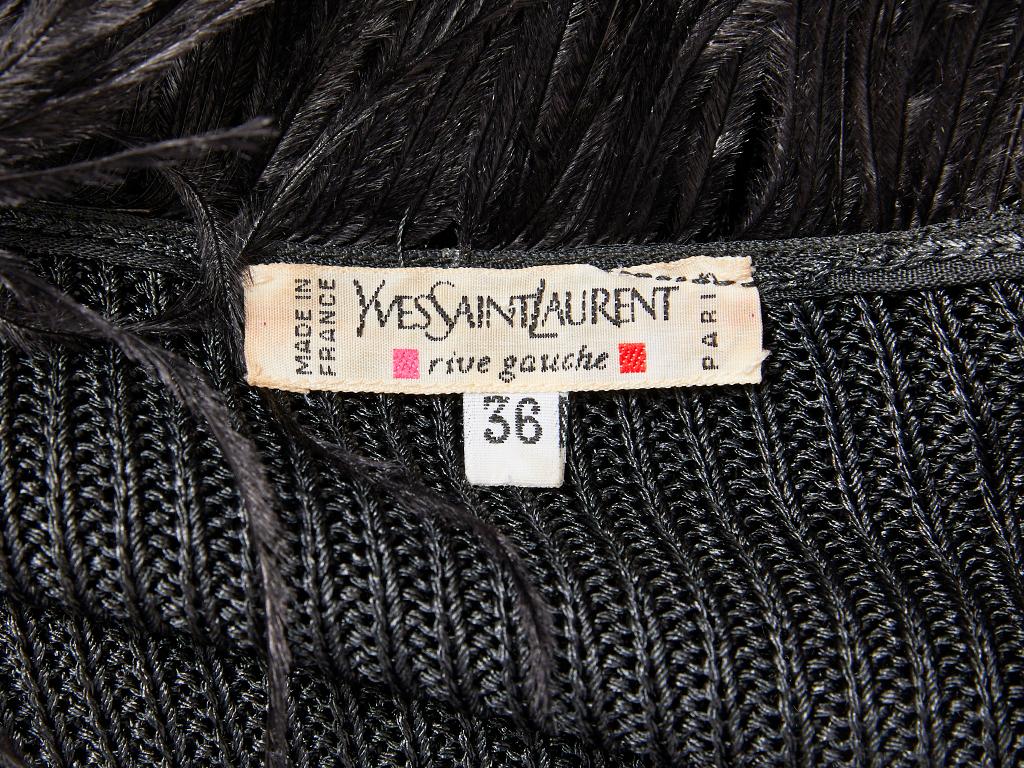 MADE IN
FRANCE
YVESSAINTLAURENT
rive gauche
PARIS
36